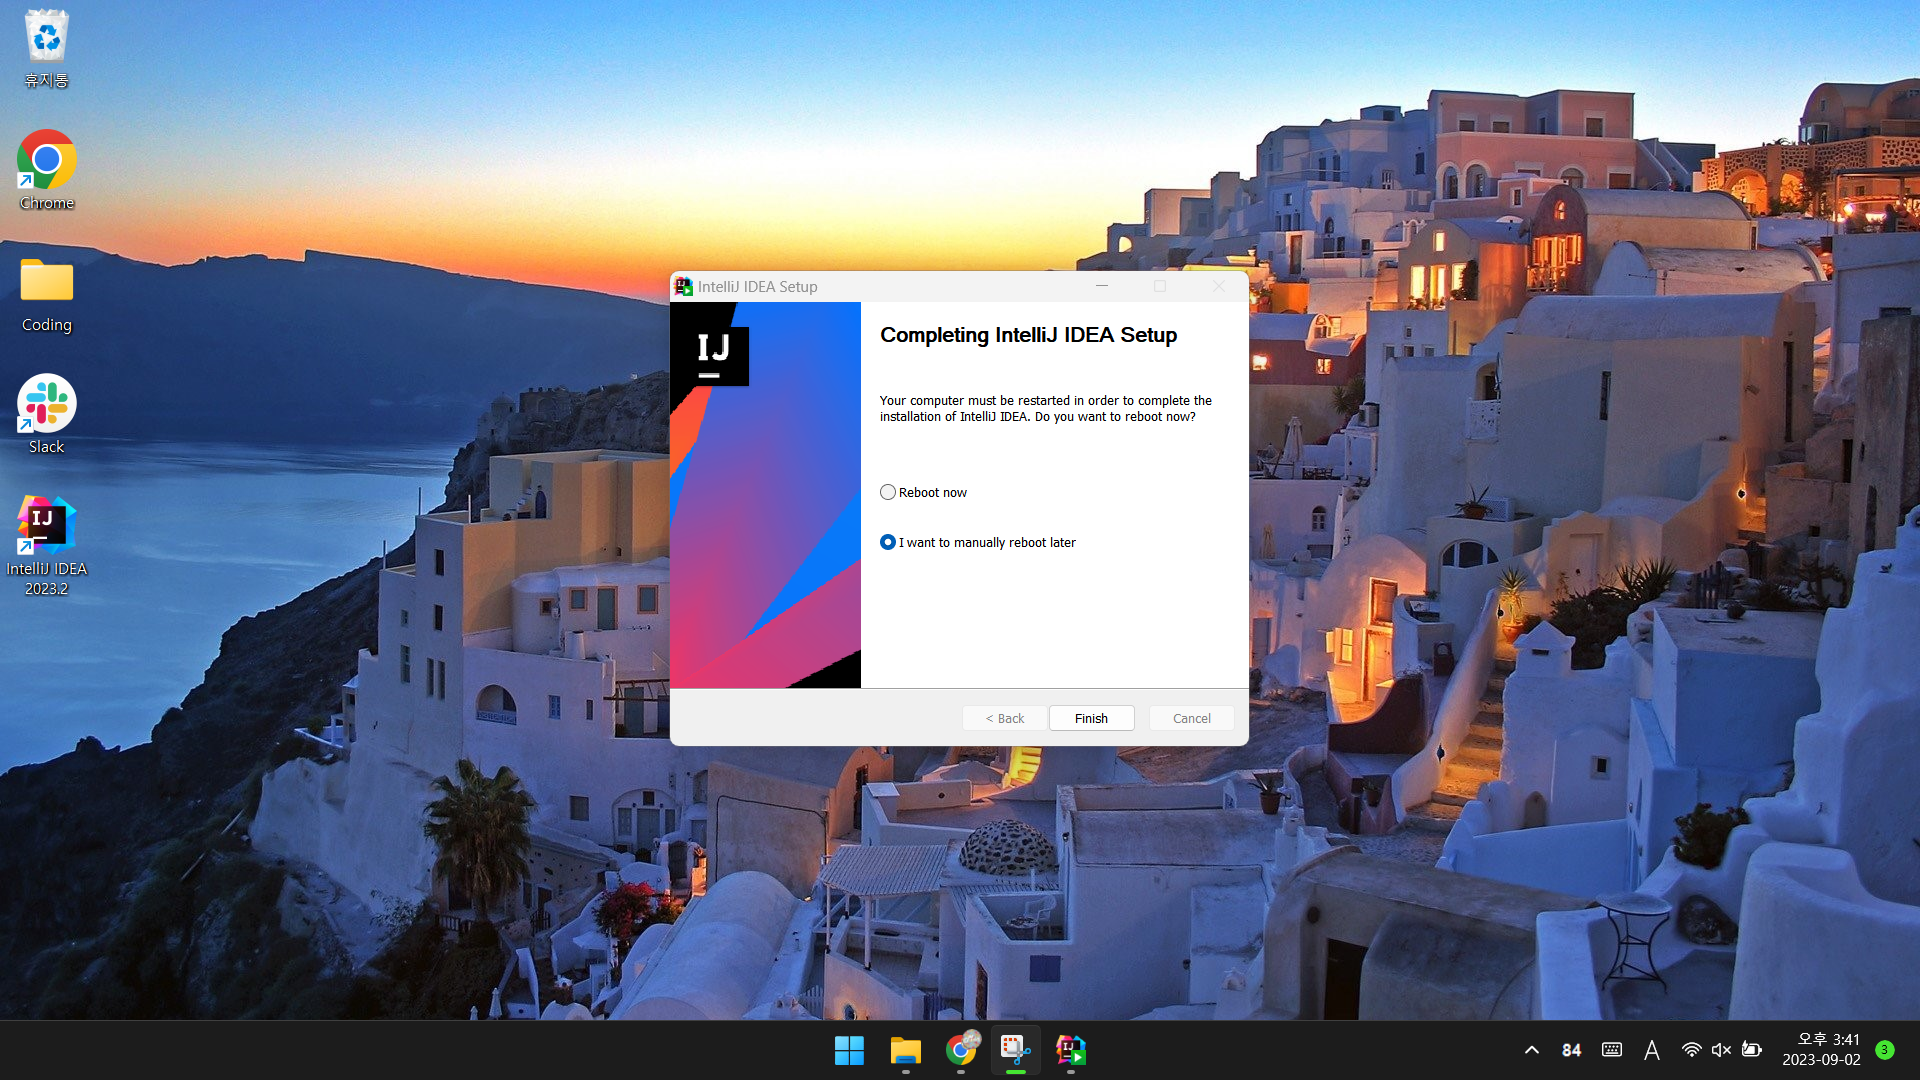 휴지통
Chrome
Coding
Slack
IJ
IntelliJ IDEA
2023.2
IntelliJ IDEA Setup
IJ
Completing IntelliJ IDEA Setup
Your computer must be restarted in order to complete the
installation of IntelliJ IDEA. Do you want to reboot now?
Reboot now
I want to manually reboot later
< Back
Finish
Cancel
84
A
오후 3:41
2023-09-02
3